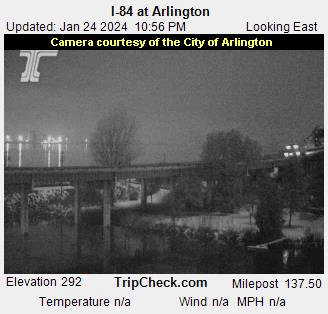 I-84 at Arlington
Updated: Jan 24 2024 10:56 PM Looking East
Camera courtesy of the City of Arlington
Elevation 292 TripCheck.com Milepost 137.50
Temperature n/a Wind n/a MPH n/a